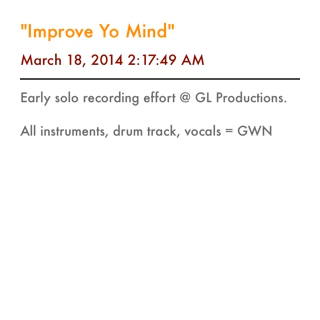 "Improve Yo Mind"
March 18, 2014 2:17:49 AM
Early solo recording effort @ GL Productions.
All instruments, drum track, vocals = GWN